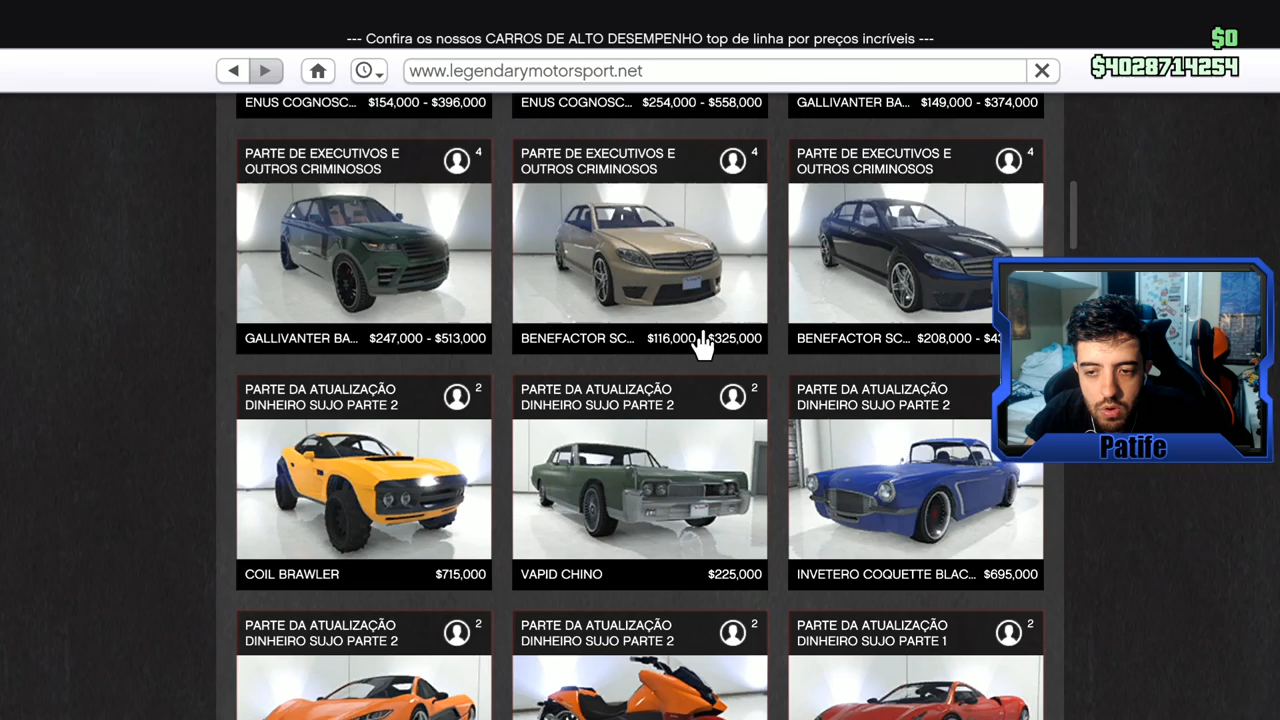 --- Confira os nossos CARROS DE ALTO DESEMPENHO top de linha por preços incríveis ---
$0
www.legendarymotorsport.net
$4028714254
ENUS COGNOSC... $154,000 - $396,000
ENUS COGNOSC... $254,000 - $558,000
GALLIVANTER BA... $149,000 - $374,000
PARTE DE EXECUTIVOS E
OUTROS CRIMINOSOS
4
PARTE DE EXECUTIVOS E
OUTROS CRIMINOSOS
4
PARTE DE EXECUTIVOS E
OUTROS CRIMINOSOS
4
GALLIVANTER BA... $247,000 - $513,000
BENEFACTOR SC... $116,000 - $325,000
BENEFACTOR SC... $208,000 -
PARTE DA ATUALIZAÇÃO
DINHEIRO SUJO PARTE 2
2
PARTE DA ATUALIZAÇÃO
DINHEIRO SUJO PARTE 2
2
PARTE DA ATUALIZAÇÃO
DINHEIRO SUJO PARTE 2
Patife
COIL BRAWLER $715,000
VAPID CHINO $225,000
INVETERO COQUETTE BLAC... $695,000
PARTE DA ATUALIZAÇÃO
DINHEIRO SUJO PARTE 2
2
PARTE DA ATUALIZAÇÃO
DINHEIRO SUJO PARTE 2
2
PARTE DA ATUALIZAÇÃO
DINHEIRO SUJO PARTE 1
2